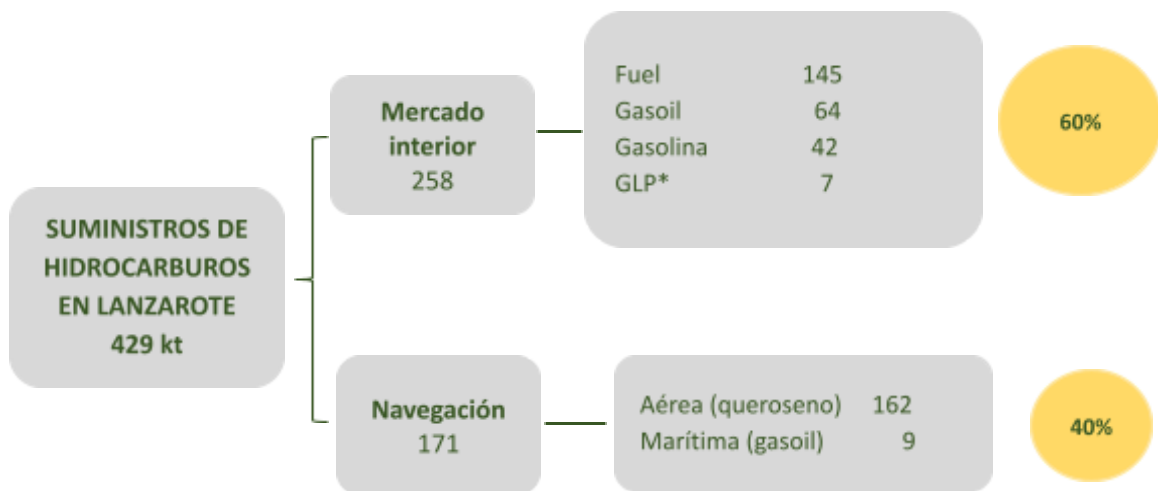 SUMINISTROS DE
HIDROCARBUROS
EN LANZAROTE
429 kt
Mercado
interior
258
Fuel 145
Gasoil 64
Gasolina 42
GLP* 7
60%
Navegación
171
Aérea (queroseno) 162
Marítima (gasoil) 9
40%